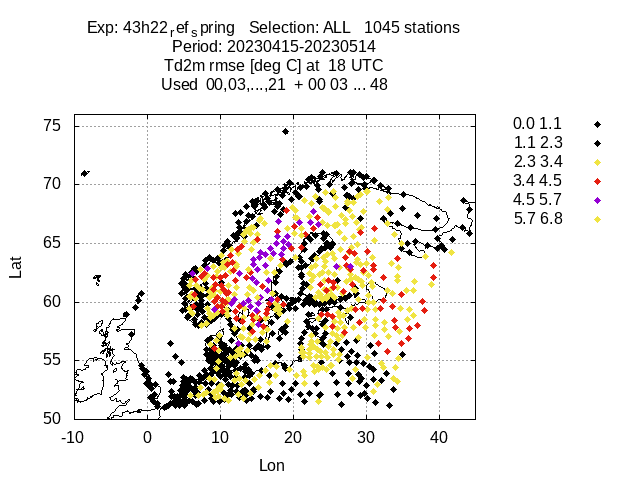 Exp: 43h22refspring   Selection: ALL   1045 stations
Period: 20230415-20230514
Td2m rmse [deg C] at  18 UTC
Used  00,03,...,21  + 00 03 ... 48
75
70
65
60
55
50
Lat
-10 0 10 20 30 40
Lon
0.0 1.1
1.1 2.3
2.3 3.4
3.4 4.5
4.5 5.7
5.7 6.8